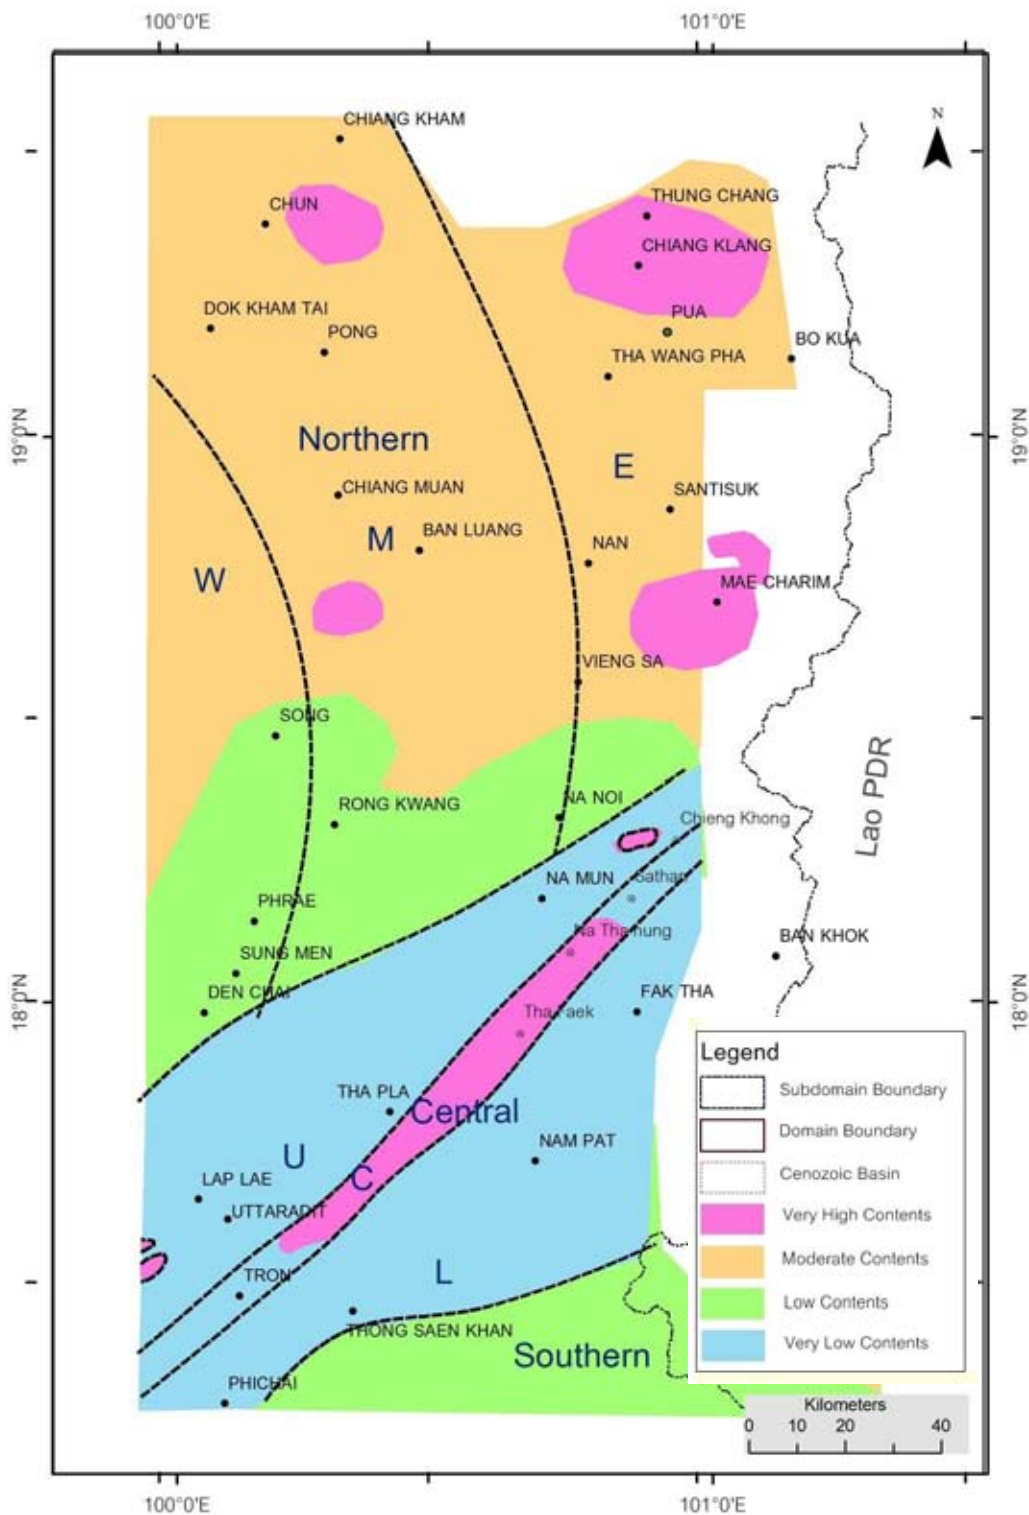 100°0'E
101°0'E
N
CHIANG KHAM
THUNG CHANG
CHUN
CHIANG KLANG
DOK KHAM TAI
PUA
PONG
BO KUA
THA WANG PHA
19°0'N
Northern
19°0'N
E
CHIANG MUAN
SANTISUK
M
BAN LUANG
NAN
W
MAE CHARIM
VIENG SA
SONG
Lao PDR
RONG KWANG
NA NOI
Chieng Khong
NA MUN
Sathan
PHRAE
Na Tha nung
BAN KHOK
SUNG MEN
DEN CHAI
FAK THA
18°0'N
18°0'N
Tha Faek
Legend
Subdomain Boundary
THA PLA
Central
Domain Boundary
NAM PAT
U
C
Cenozoic Basin
LAP LAE
UTTARADIT
Very High Contents
Moderate Contents
L
TRON
Low Contents
THONG SAEN KHAN
Very Low Contents
Southern
PHICHAI
Kilometers
0 10 20 40
100°0'E
101°0'E